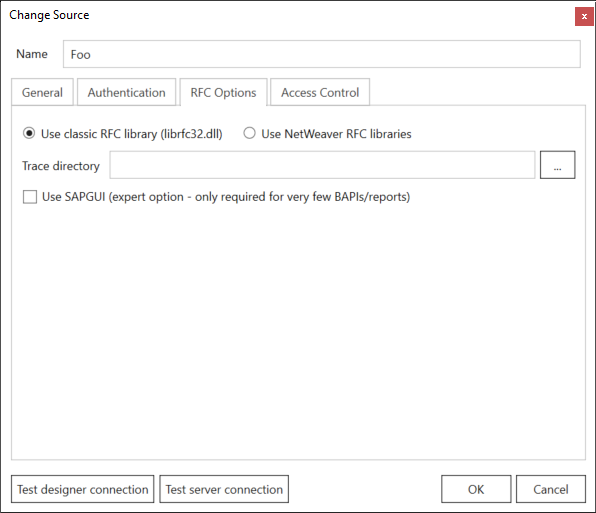 Change Source
x
Name Foo
General Authentication RFC Options Access Control
Use classic RFC library (librfc32.dll) Use NetWeaver RFC libraries
Trace directory ...
Use SAPGUI (expert option - only required for very few BAPIs/reports)
Test designer connection Test server connection OK Cancel